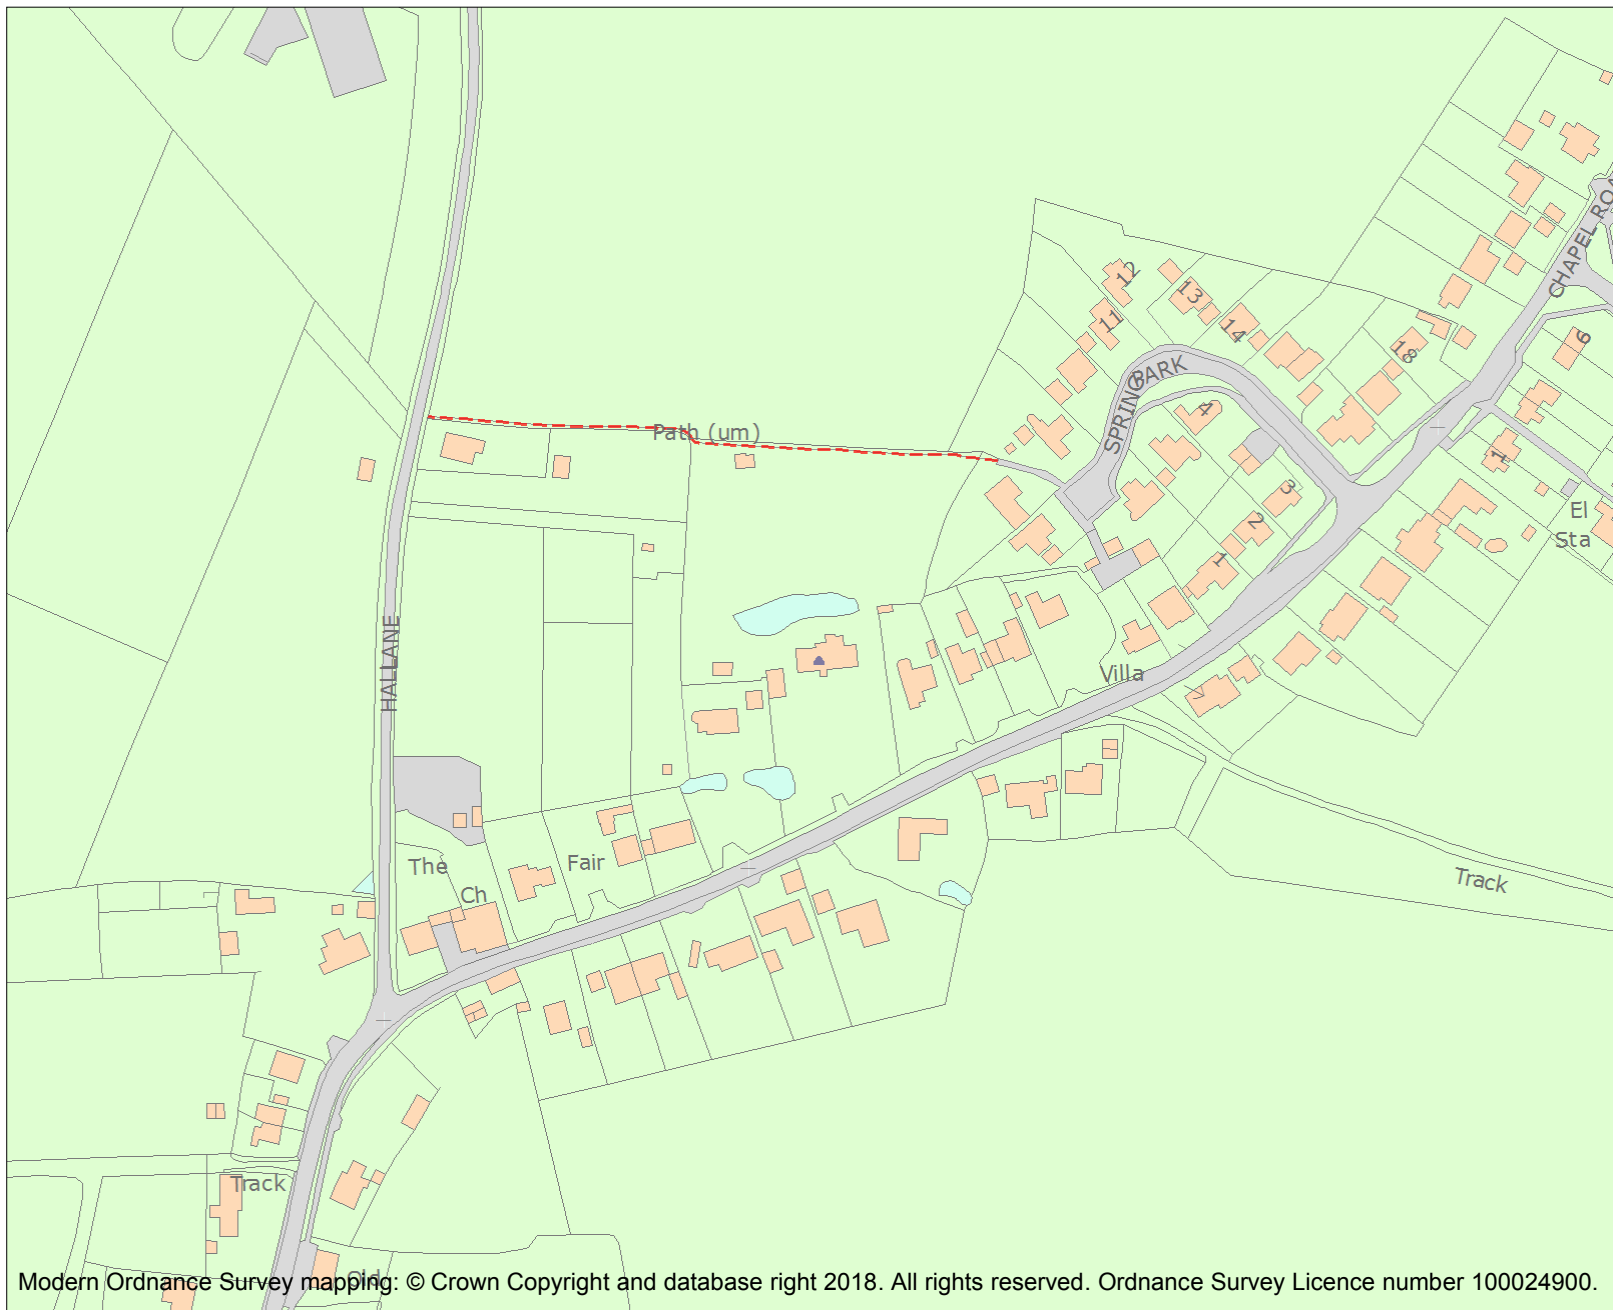 CHAPEL ROA
12
13
11
14
6
18
SPRING PARK
4
Path (um)
1
3
El
Sta
2
1
HALLANE
Villa
The
Fair
Ch
Track
Track
Old
Modern Ordnance Survey mapping: © Crown Copyright and database right 2018. All rights reserved. Ordnance Survey Licence number 100024900.